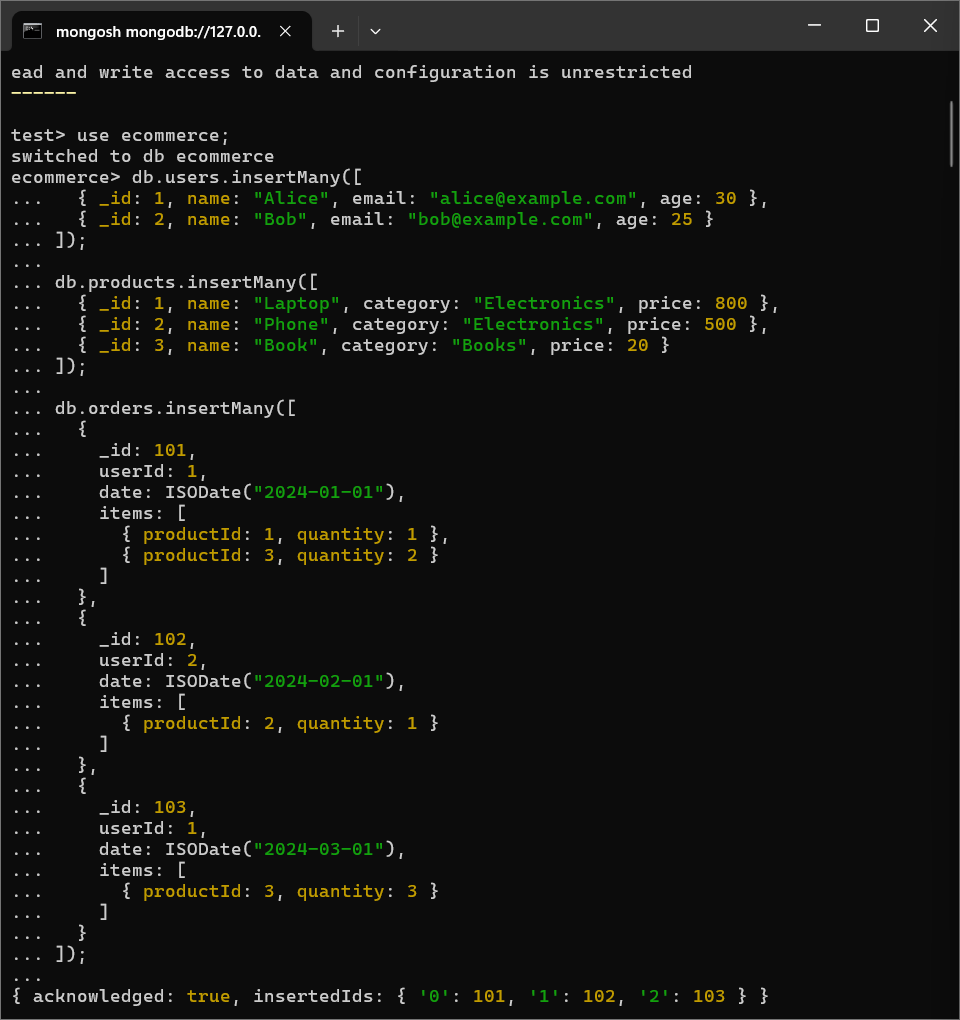 mongosh mongodb://127.0.0.
ead and write access to data and configuration is unrestricted
------
test> use ecommerce;
switched to db ecommerce
ecommerce> db.users.insertMany([
...   { _id: 1, name: "Alice", email: "alice@example.com", age: 30 },
...   { _id: 2, name: "Bob", email: "bob@example.com", age: 25 }
... ]);
...
... db.products.insertMany([
...   { _id: 1, name: "Laptop", category: "Electronics", price: 800 },
...   { _id: 2, name: "Phone", category: "Electronics", price: 500 },
...   { _id: 3, name: "Book", category: "Books", price: 20 }
... ]);
...
... db.orders.insertMany([
...   {
...     _id: 101,
...     userId: 1,
...     date: ISODate("2024-01-01"),
...     items: [
...       { productId: 1, quantity: 1 },
...       { productId: 3, quantity: 2 }
...     ]
...   },
...   {
...     _id: 102,
...     userId: 2,
...     date: ISODate("2024-02-01"),
...     items: [
...       { productId: 2, quantity: 1 }
...     ]
...   },
...   {
...     _id: 103,
...     userId: 1,
...     date: ISODate("2024-03-01"),
...     items: [
...       { productId: 3, quantity: 3 }
...     ]
...   }
... ]);
...
{ acknowledged: true, insertedIds: { '0': 101, '1': 102, '2': 103 } }